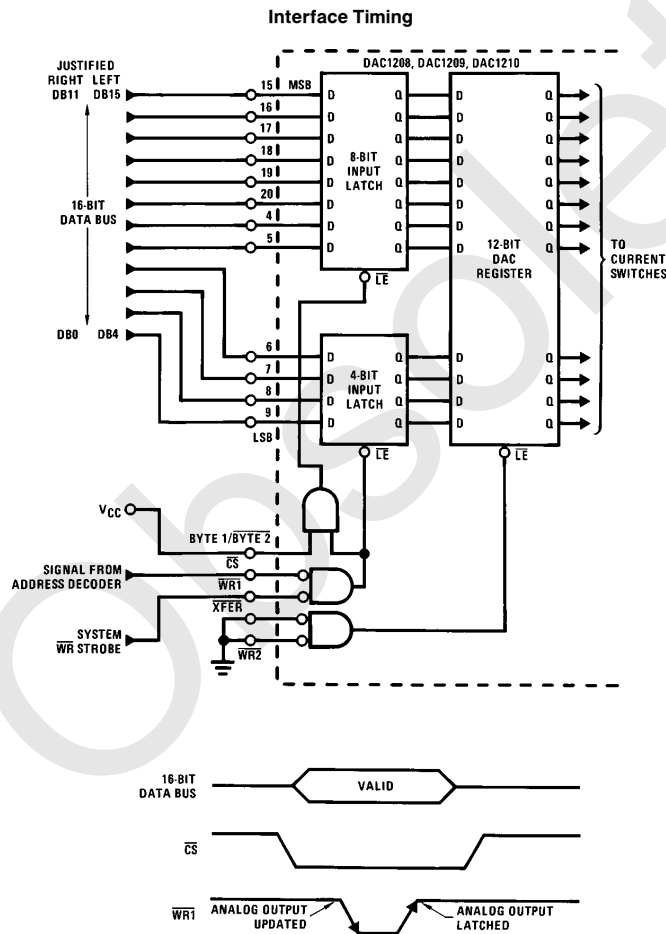 Interface Timing
DAC1208, DAC1209, DAC1210
JUSTIFIED
RIGHT LEFT
DB11 DB15
15 MSB
16
17
18
19
20
4
5
16-BIT
DATA BUS
DB0 DB4
6
7
8
9
LSB
D Q D Q
D Q D Q
D Q D Q
D Q D Q
D Q D Q
D Q D Q
D Q D Q
D Q D Q
8-BIT
INPUT
LATCH
LE
12-BIT
DAC
REGISTER
TO
CURRENT
SWITCHES
D Q D Q
D Q D Q
D Q D Q
D Q D Q
4-BIT
INPUT
LATCH
LE
LE
VCC
BYTE 1/BYTE 2
CS
SIGNAL FROM
ADDRESS DECODER
WR1
XFER
SYSTEM
WR STROBE
WR2
16-BIT
DATA BUS
VALID
CS
WR1
ANALOG OUTPUT
UPDATED
ANALOG OUTPUT
LATCHED
Obsolete